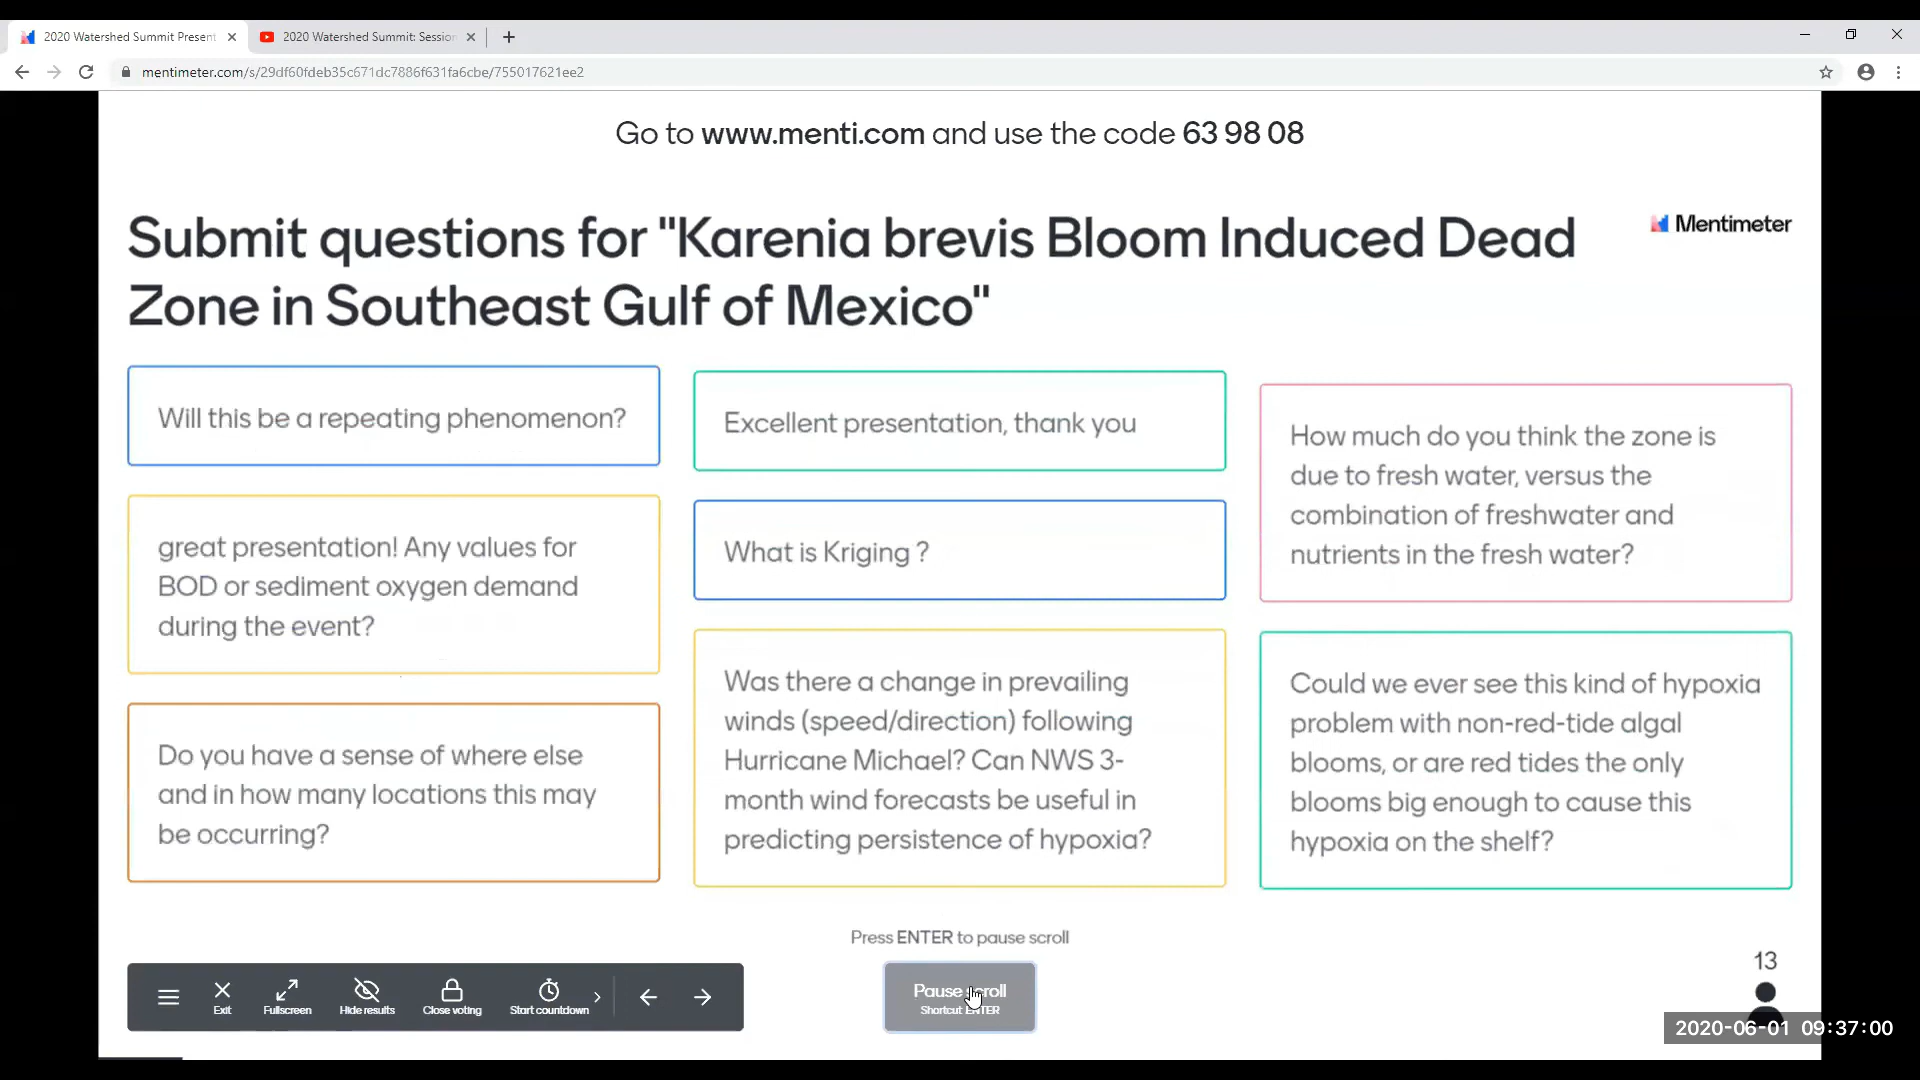 2020 Watershed Summit Present
2020 Watershed Summit: Session
mentimeter.com/s/29df60fdeb35c671dc7886f631fa6cbe/755017621ee2
Go to www.menti.com and use the code 63 98 08
Submit questions for "Karenia brevis Bloom Induced Dead
Zone in Southeast Gulf of Mexico"
Mentimeter
Will this be a repeating phenomenon?
great presentation! Any values for
BOD or sediment oxygen demand
during the event?
Do you have a sense of where else
and in how many locations this may
be occurring?
Excellent presentation, thank you
What is Kriging ?
Was there a change in prevailing
winds (speed/direction) following
Hurricane Michael? Can NWS 3-
month wind forecasts be useful in
predicting persistence of hypoxia?
How much do you think the zone is
due to fresh water, versus the
combination of freshwater and
nutrients in the fresh water?
Could we ever see this kind of hypoxia
problem with non-red-tide algal
blooms, or are red tides the only
blooms big enough to cause this
hypoxia on the shelf?
Press ENTER to pause scroll
Exit
Fullscreen
Hide results
Close voting
Start countdown
Pause scroll
Shortcut ENTER
13
2020-06-01 09:37:00